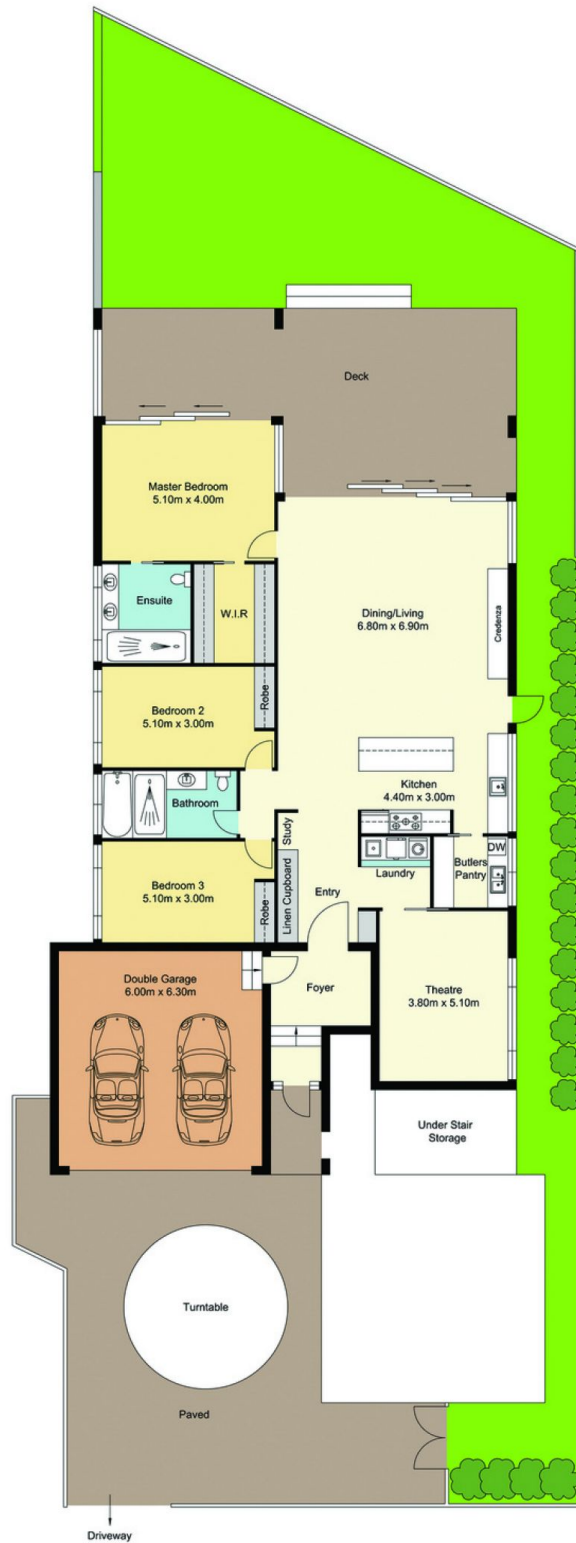 Deck
Master Bedroom
5.10m x 4.00m
Ensuite
W.I.R
Dining/Living
6.80m x 6.90m
Credenza
Bedroom 2
5.10m x 3.00m
Robe
Kitchen
4.40m x 3.00m
Bathroom
Study
DW
Butlers
Pantry
Laundry
Bedroom 3
5.10m x 3.00m
Robe
Linen Cupboard
Entry
Double Garage
6.00m x 6.30m
Foyer
Theatre
3.80m x 5.10m
Under Stair
Storage
Turntable
Paved
Driveway